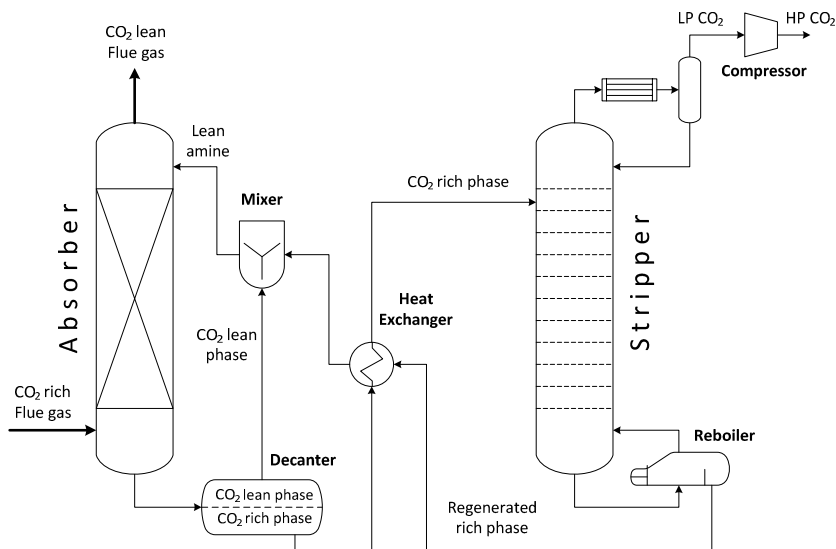 CO2 lean
Flue gas
LP CO2
HP CO2
Compressor
Lean
amine
Mixer
CO2 rich phase
Absorber
Stripper
Heat
Exchanger
CO2 lean
phase
CO2 rich
Flue gas
Decanter
Reboiler
CO2 lean phase
CO2 rich phase
Regenerated
rich phase